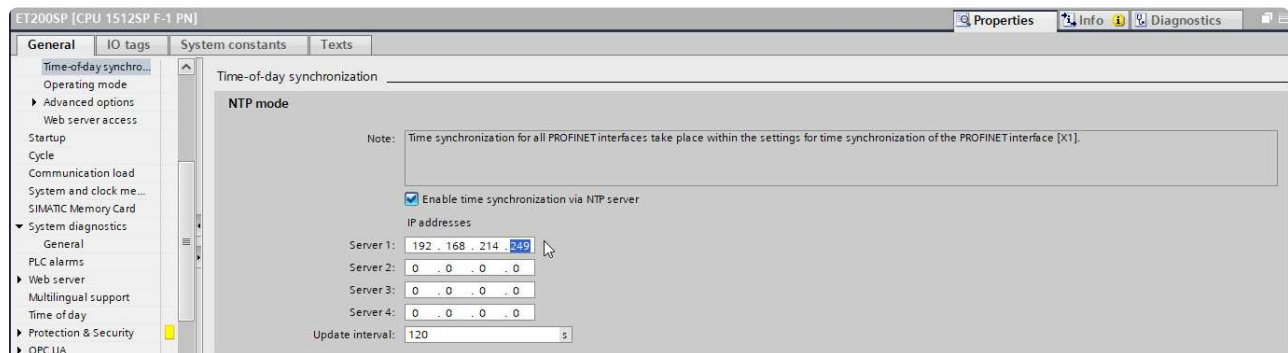 ET200SP [CPU 1512SP F-1 PN]
Properties
Info
Diagnostics
General
IO tags
System constants
Texts
Time-of-day synchro...
Operating mode
Advanced options
Web server access
Startup
Cycle
Communication load
System and clock me...
SIMATIC Memory Card
System diagnostics
General
PLC alarms
Web server
Multilingual support
Time of day
Protection & Security
OPC UA
Time-of-day synchronization
NTP mode
Note: Time synchronization for all PROFINET interfaces take place within the settings for time synchronization of the PROFINET interface [X1].
Enable time synchronization via NTP server
IP addresses
Server 1: 192 . 168 . 214 . 249
Server 2: 0 . 0 . 0 . 0
Server 3: 0 . 0 . 0 . 0
Server 4: 0 . 0 . 0 . 0
Update interval: 120 s